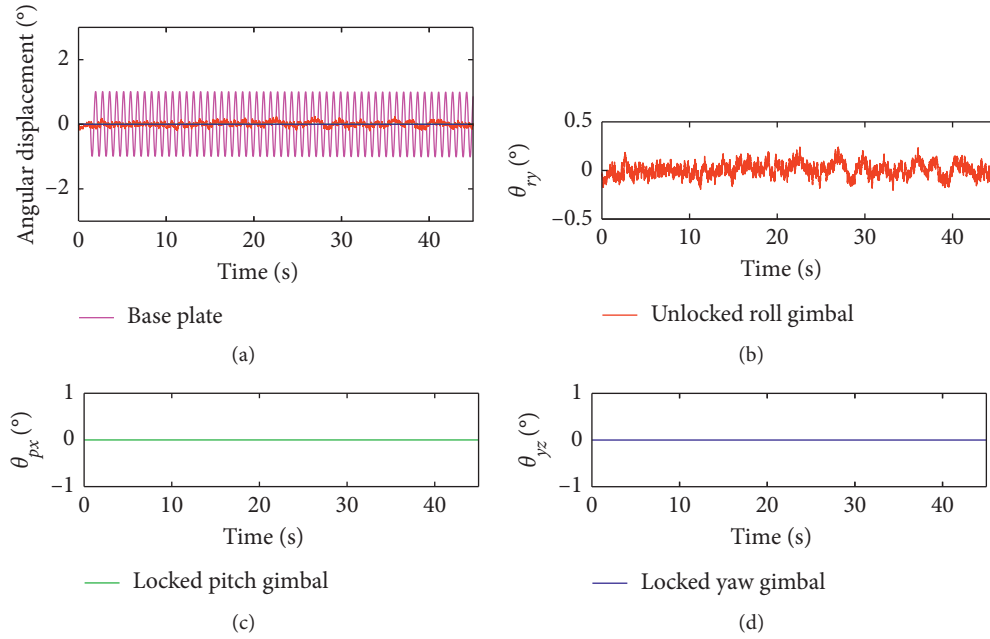 Angular displacement (°)
2
0
−2
0 10 20 30 40
Time (s)
Base plate
(a)
θry (°)
0.5
0
−0.5
0 10 20 30 40
Time (s)
Unlocked roll gimbal
(b)
θpx (°)
1
0
−1
0 10 20 30 40
Time (s)
Locked pitch gimbal
(c)
θyz (°)
1
0
−1
0 10 20 30 40
Time (s)
Locked yaw gimbal
(d)